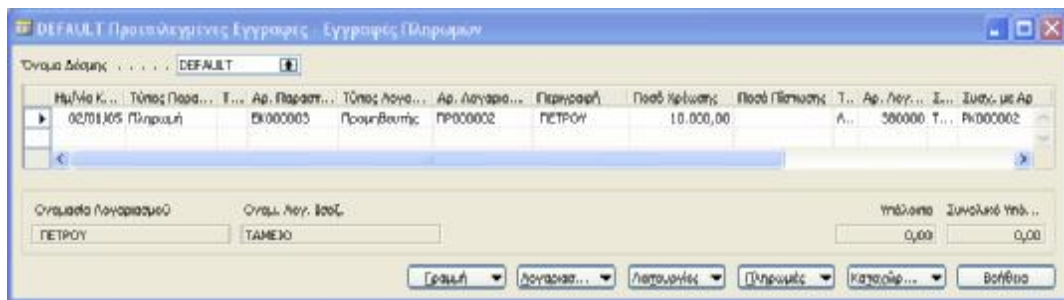 DEFAULT Προεπιλεγμένες Εγγραφές - Εγγραφές Πληρωμών
Όνομα Δέσμης . . . . . DEFAULT
Ημ/νία Κ... Τύπος Παρα... Τ... Αρ. Παραστ... Τύπος Λογα... Αρ. Λογαρια... Περιγραφή Ποσό Χρέωσης Ποσό Πίστωσης Τ... Αρ. Λογ... Σ... Συσχ. με Αρ
02/01/05 Πληρωμή ΕΚ000003 Προμηθευτής ΠΡ000002 ΠΕΤΡΟΥ 10.000,00 Λ... 380000 Τ... ΡΚ000002
Ονομασία Λογαριασμού Ονομ. Λογ. Ισοζ. Υπόλοιπο Συνολικό Υπό...
ΠΕΤΡΟΥ ΤΑΜΕΙΟ 0,00 0,00
Γραμμή Λογαριασ... Λειτουργίες Πληρωμές Καταχώρ... Βοήθεια